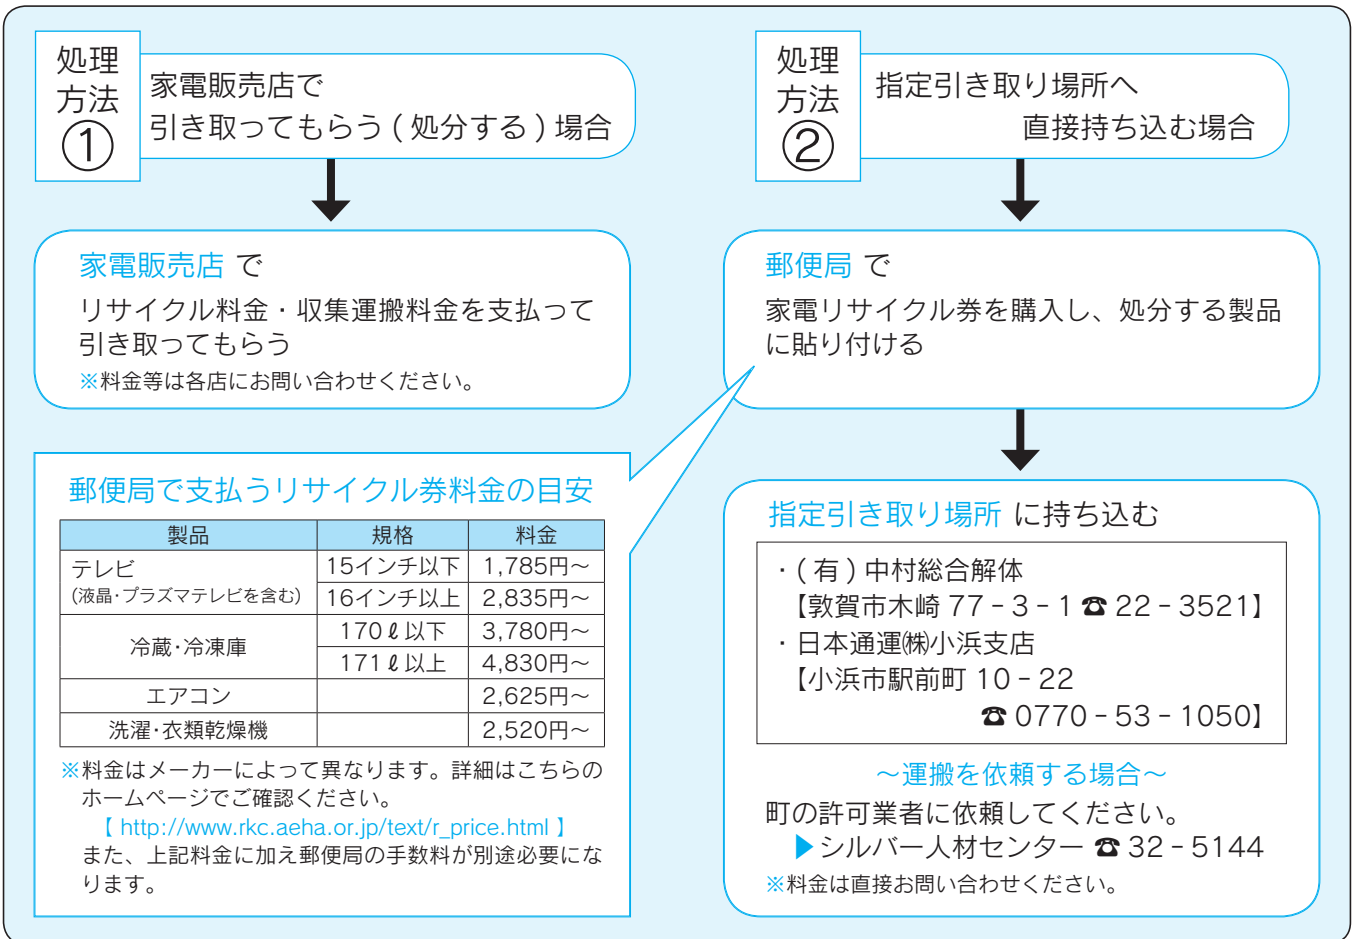 処理
方法
①
家電販売店で
引き取ってもらう ( 処分する ) 場合
家電販売店 で
リサイクル料金・収集運搬料金を支払って
引き取ってもらう
※料金等は各店にお問い合わせください。
郵便局で支払うリサイクル券料金の目安
製品 規格 料金
テレビ
(液晶・プラズマテレビを含む)
15インチ以下 1,785円～
16インチ以上 2,835円～
冷蔵・冷凍庫
170ℓ以下 3,780円～
171ℓ以上 4,830円～
エアコン 2,625円～
洗濯・衣類乾燥機 2,520円～
※料金はメーカーによって異なります。詳細はこちらの
ホームページでご確認ください。
【 http://www.rkc.aeha.or.jp/text/r_price.html 】
また、上記料金に加え郵便局の手数料が別途必要にな
ります。
処理
方法
②
指定引き取り場所へ
直接持ち込む場合
郵便局 で
家電リサイクル券を購入し、処分する製品
に貼り付ける
指定引き取り場所 に持ち込む
・( 有 ) 中村総合解体
【敦賀市木崎 77－3－1 ☎ 22－3521】
・日本通運㈱小浜支店
【小浜市駅前町 10－22
☎ 0770－53－1050】
～運搬を依頼する場合～
町の許可業者に依頼してください。
▶シルバー人材センター ☎ 32－5144
※料金は直接お問い合わせください。